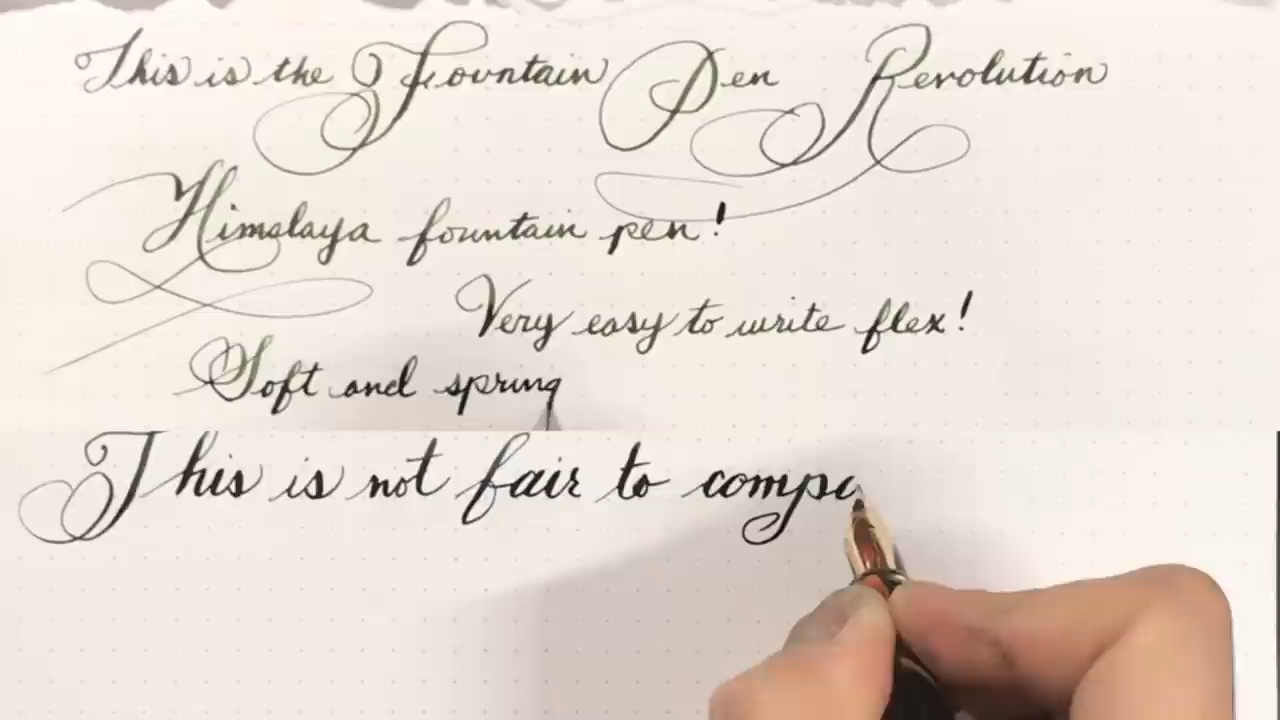 This is the Fountain Pen Revolution
Himalaya fountain pen!
Very easy to write flex!
Soft and spring
This is not fair to compa